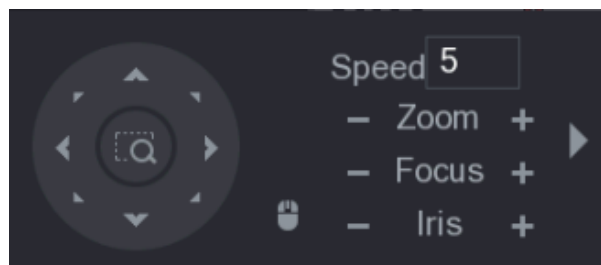 Speed 5
− Zoom +
− Focus +
− Iris +